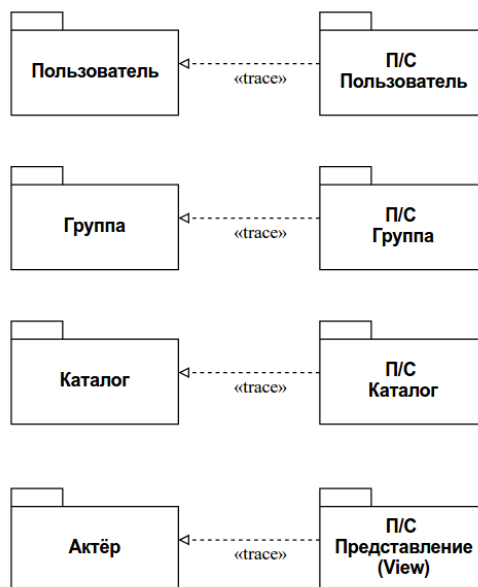 Пользователь
«trace»
П/С
Пользователь
Группа
«trace»
П/С
Группа
Каталог
«trace»
П/С
Каталог
Актёр
«trace»
П/С
Представление
(View)